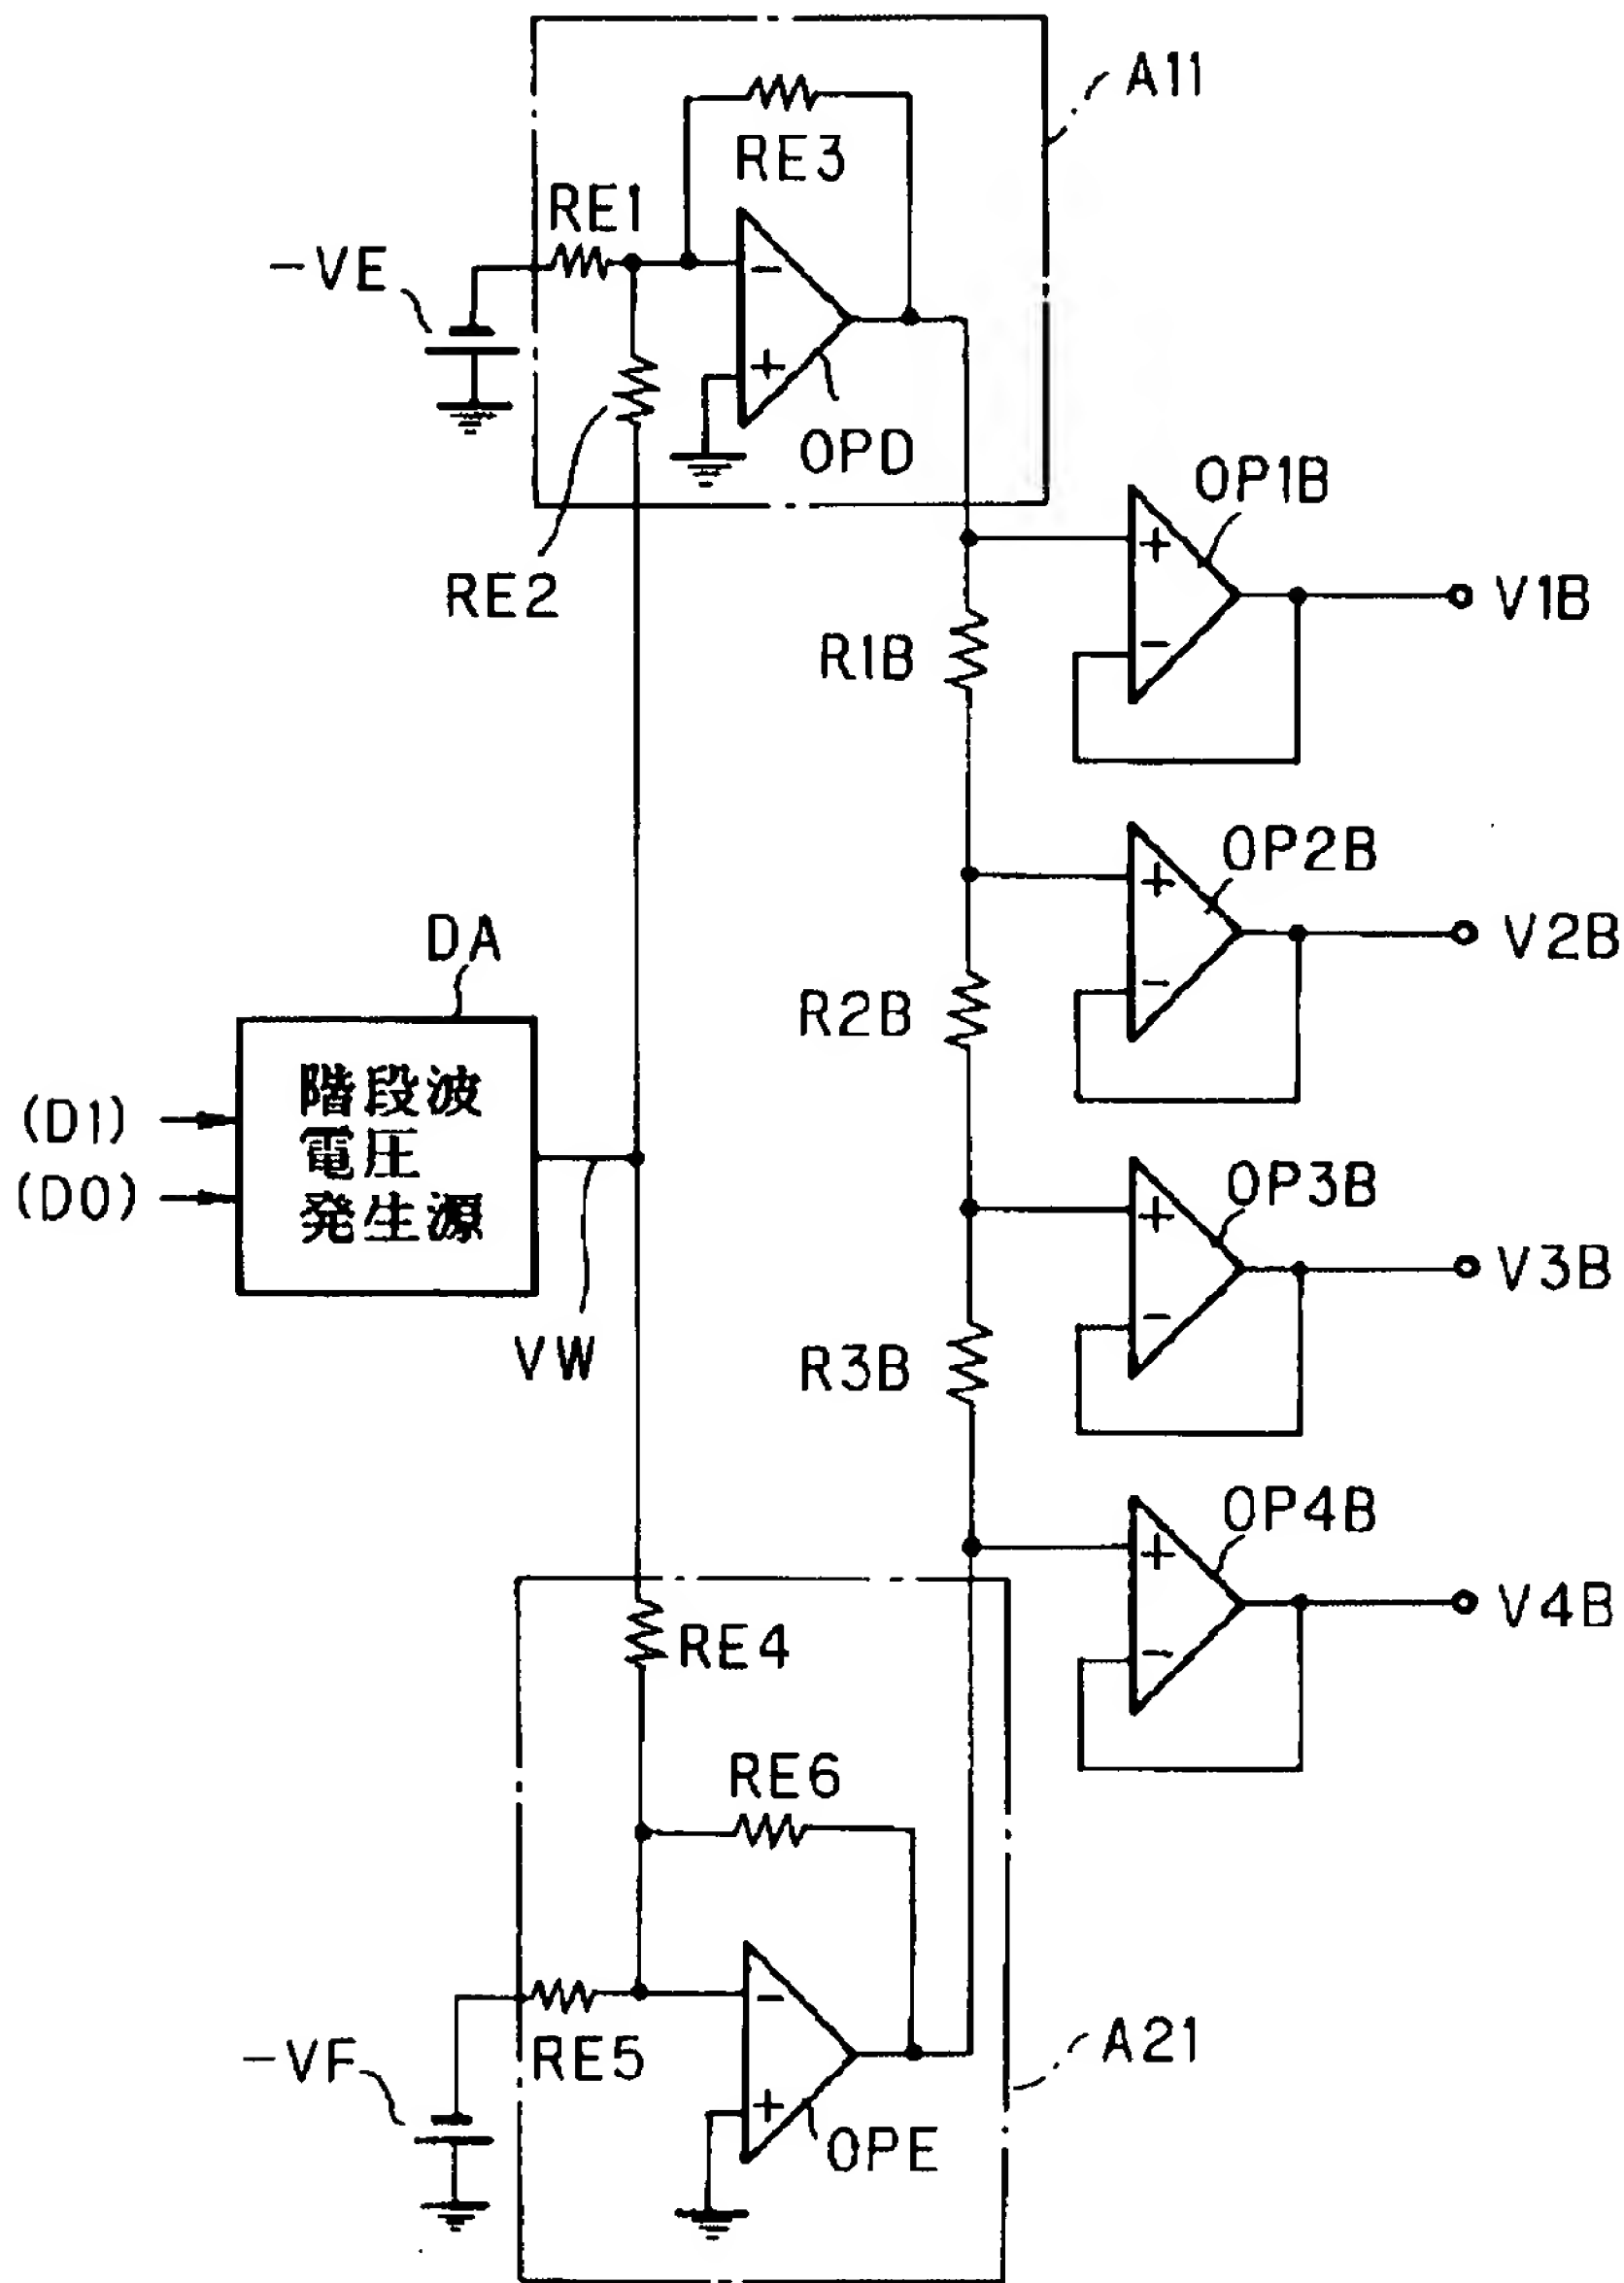 A11
RE3
RE1
-VE
OPD
OP1B
RE2
V1B
R1B
OP2B
DA
V2B
R2B
階段波
電圧
発生源
(D1)
(D0)
OP3B
V3B
VW
R3B
OP4B
V4B
RE4
RE6
-VF
RE5
A21
OPE